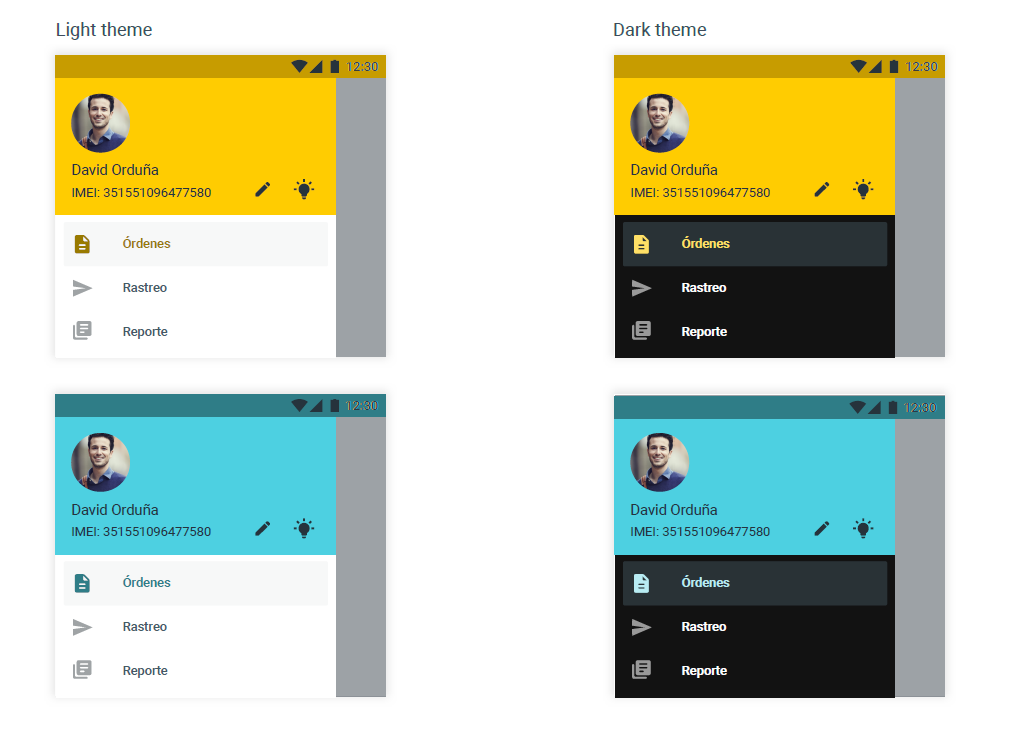 Light theme
Dark theme
12:30
David Orduña
IMEI: 351551096477580
Órdenes
Rastreo
Reporte
12:30
David Orduña
IMEI: 351551096477580
Órdenes
Rastreo
Reporte
12:30
David Orduña
IMEI: 351551096477580
Órdenes
Rastreo
Reporte
12:30
David Orduña
IMEI: 351551096477580
Órdenes
Rastreo
Reporte